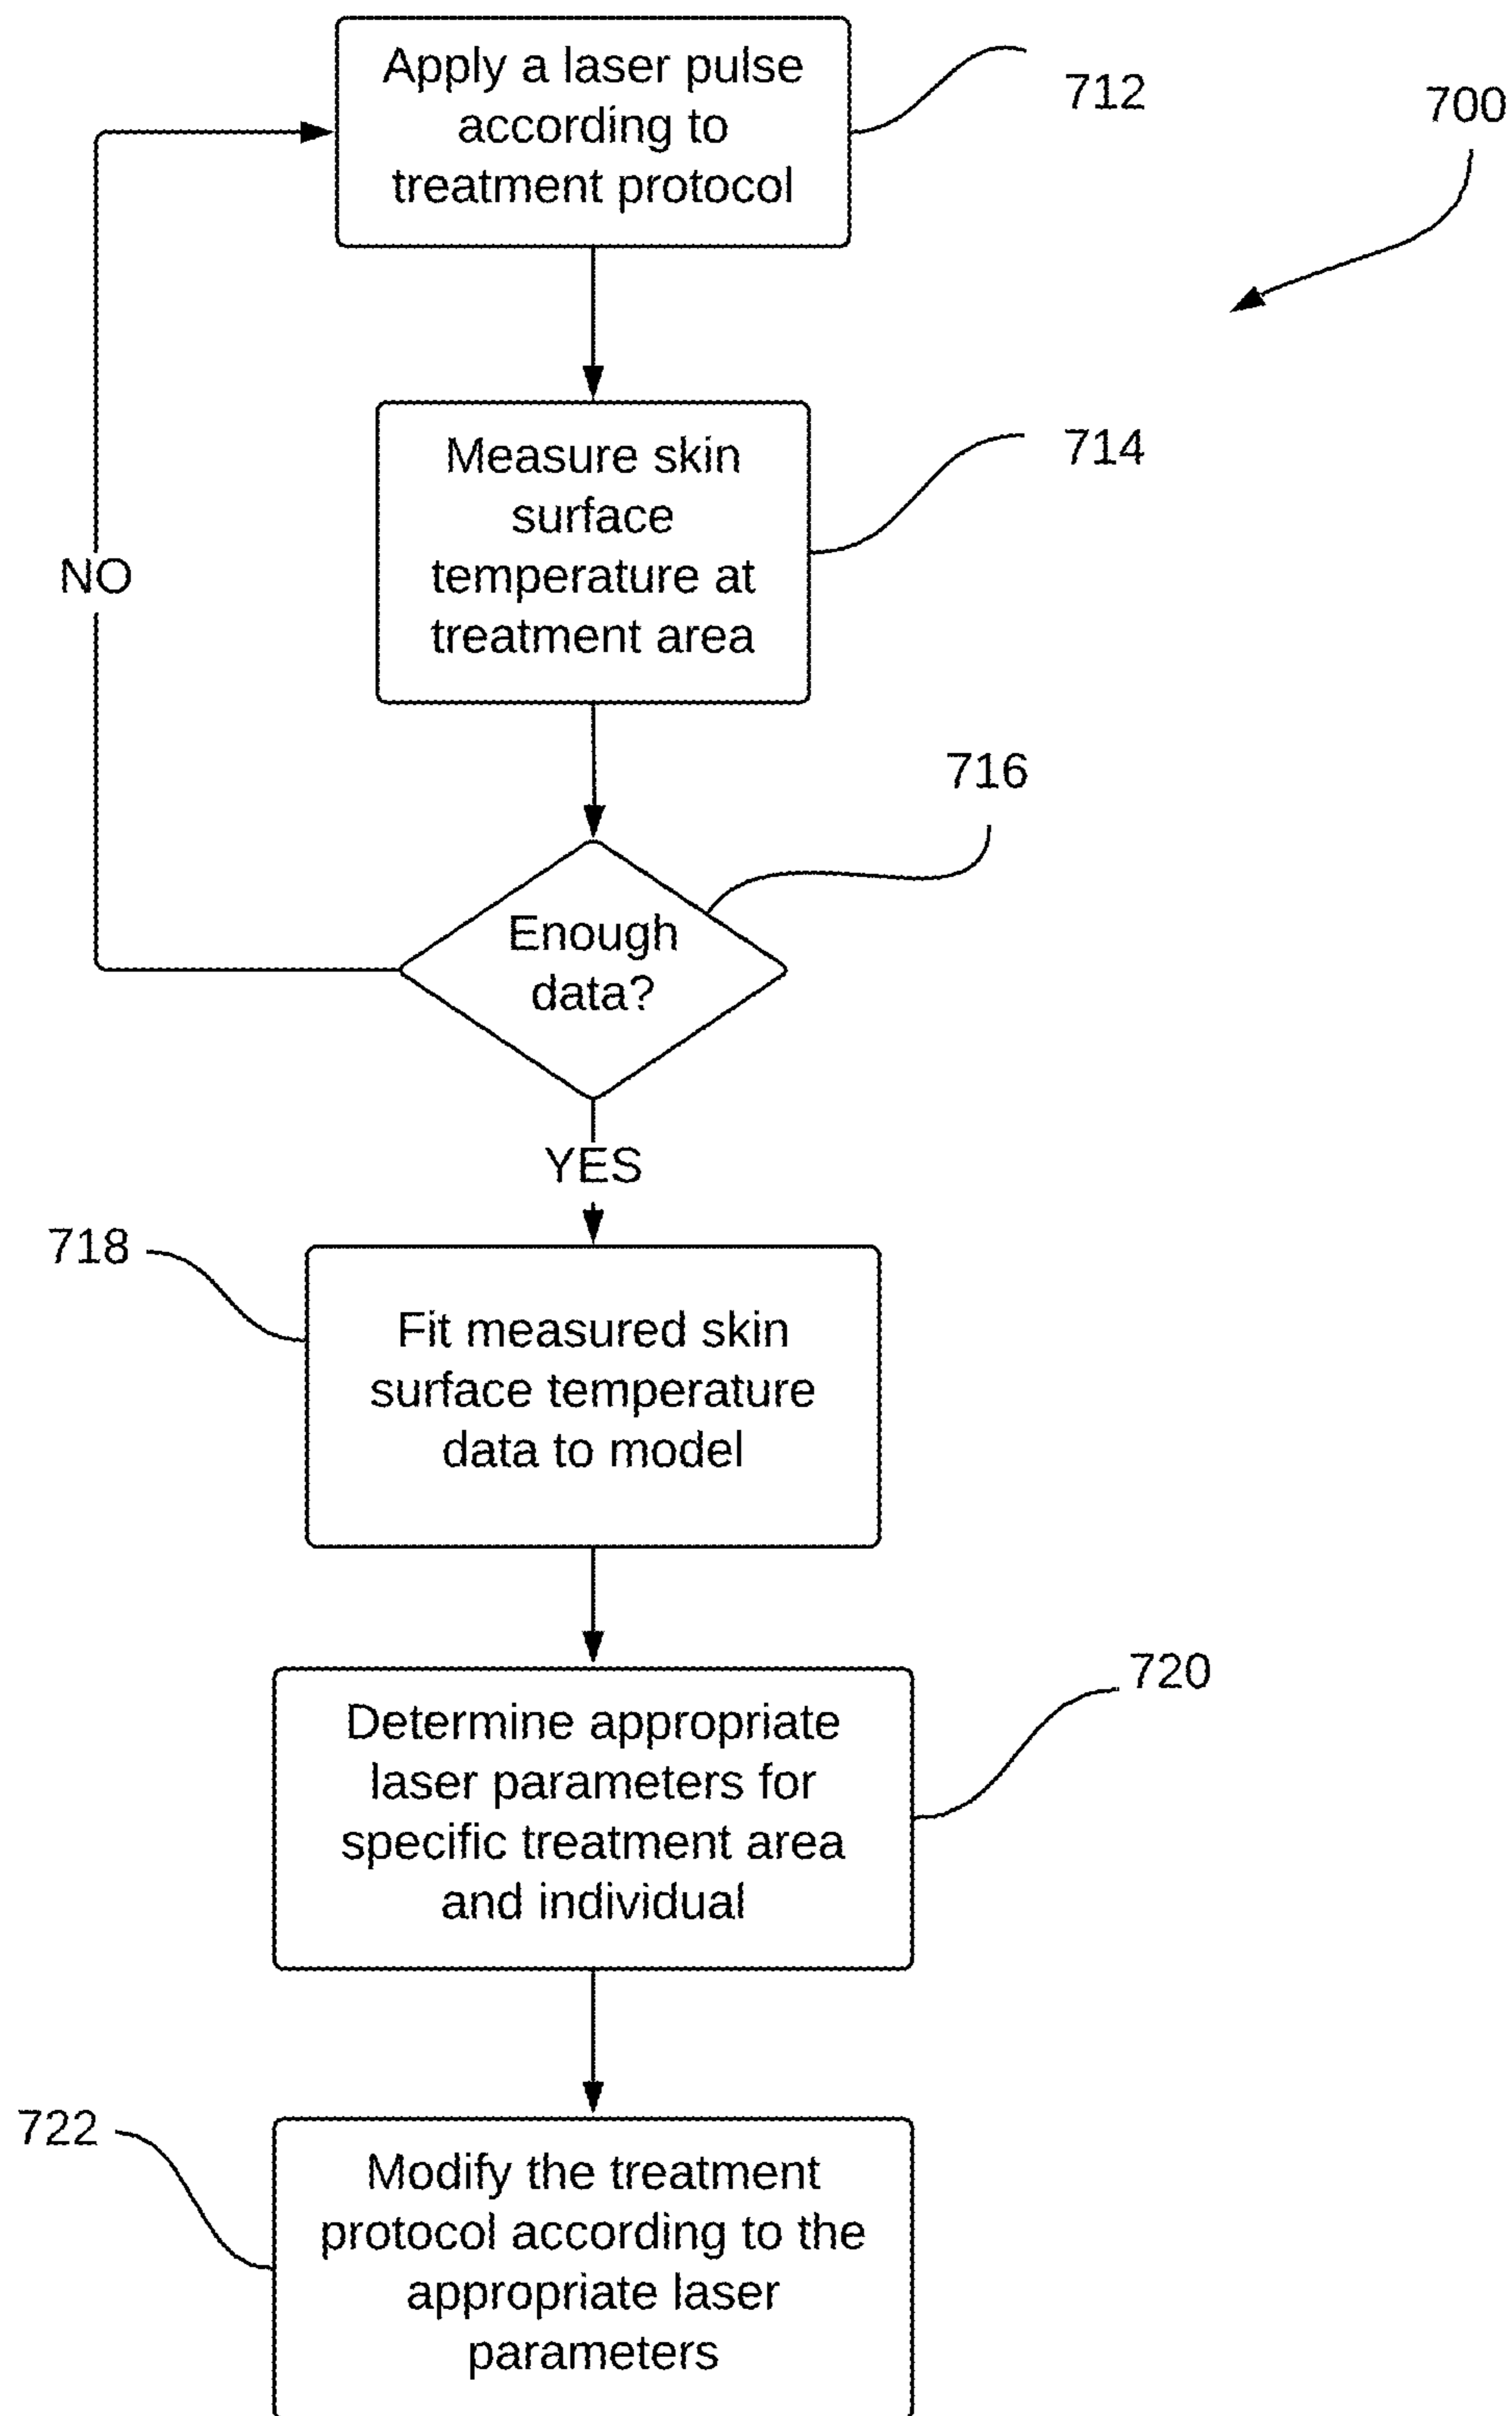 Apply a laser pulse
according to
treatment protocol
712
700
Measure skin
surface
temperature at
treatment area
714
NO
716
Enough
data?
YES
718
Fit measured skin
surface temperature
data to model
720
Determine appropriate
laser parameters for
specific treatment area
and individual
722
Modify the treatment
protocol according to the
appropriate laser
parameters